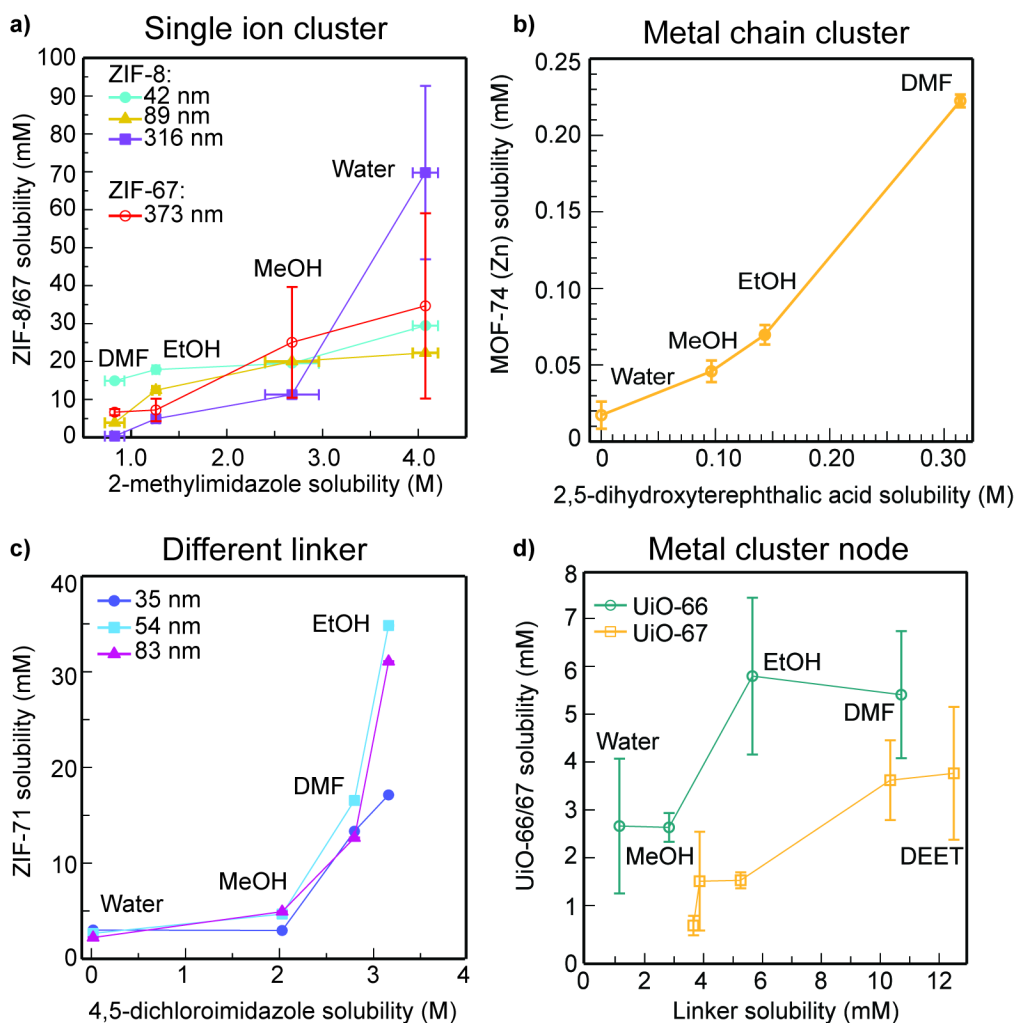 a) Single ion cluster
ZIF-8:
42 nm
89 nm
316 nm
ZIF-67:
373 nm
Water
MeOH
DMF
EtOH
ZIF-8/67 solubility (mM)
100
90
80
70
60
50
40
30
20
10
0
1.0 2.0 3.0 4.0
2-methylimidazole solubility (M)
b) Metal chain cluster
DMF
EtOH
MeOH
Water
MOF-74 (Zn) solubility (mM)
0.25
0.20
0.15
0.10
0.05
0
0 0.10 0.20 0.30
2,5-dihydroxyterephthalic acid solubility (M)
c) Different linker
35 nm
54 nm
83 nm
EtOH
DMF
MeOH
Water
ZIF-71 solubility (mM)
40
30
20
10
0
0 1 2 3 4
4,5-dichloroimidazole solubility (M)
d) Metal cluster node
UiO-66
UiO-67
EtOH
DMF
Water
MeOH
DEET
UiO-66/67 solubility (mM)
8
7
6
5
4
3
2
1
0
0 2 4 6 8 10 12
Linker solubility (mM)